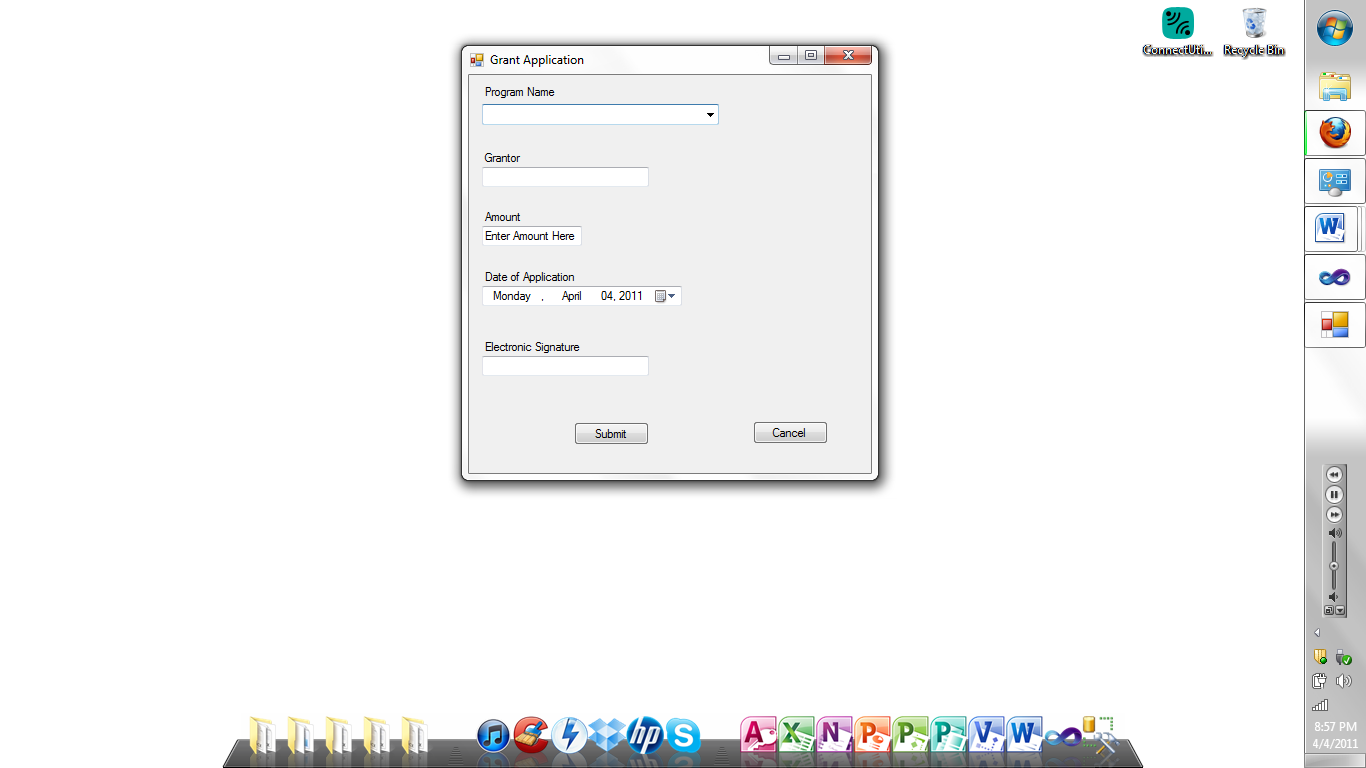 ConnectUti...
Recycle Bin
Grant Application
Program Name
Grantor
Amount
Enter Amount Here
Date of Application
Monday , April 04, 2011
Electronic Signature
Submit
Cancel
W
hp
S
A
X
N
P
P
P
V
W
8:57 PM
4/4/2011